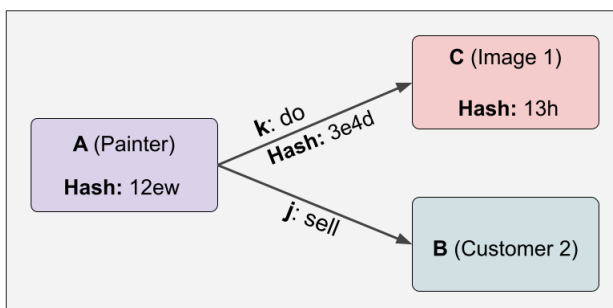 A (Painter)
Hash: 12ew
k: do
Hash: 3e4d
j: sell
C (Image 1)
Hash: 13h
B (Customer 2)